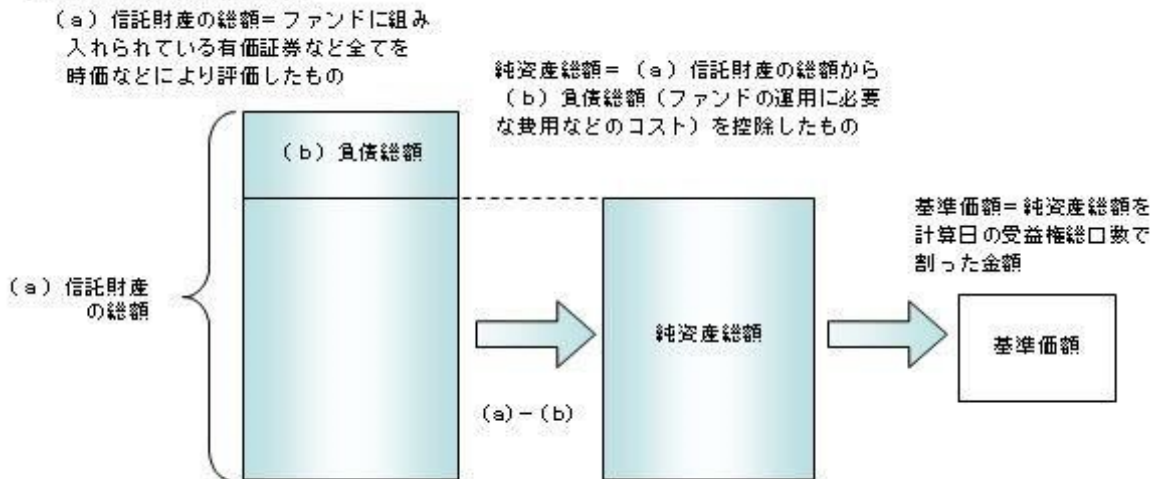 (a) 信託財産の総額=ファンドに組み
入れられている有価証券など全てを
時価などにより評価したもの
純資産総額= (a) 信託財産の総額から
(b) 負債総額(ファンドの運用に必要
な費用などのコスト)を控除したもの
(b) 負債総額
基準価額=純資産総額を
計算日の受益権総口数で
割った金額
(a) 信託財産
の総額
純資産総額
基準価額
(a)-(b)